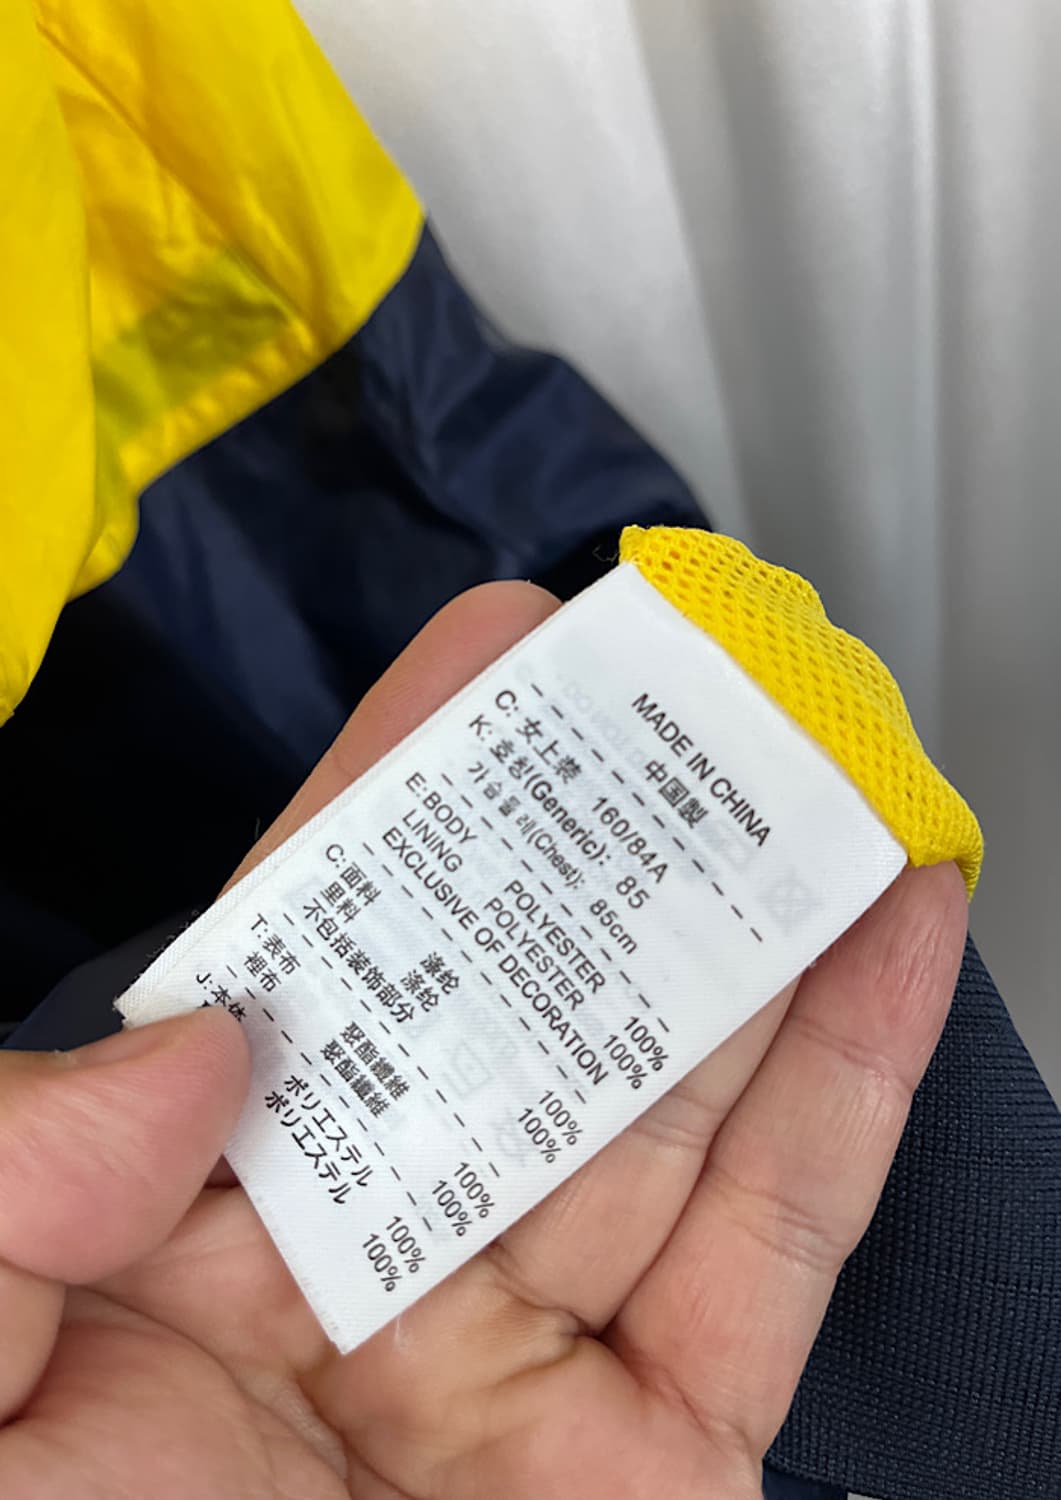 MADE IN CHINA
中国製
C: 女上装 160/84A
K: 호칭(Generic): 85
가슴둘레(Chest): 85cm
E: BODY POLYESTER 100%
LINING POLYESTER 100%
EXCLUSIVE OF DECORATION
C: 面料 涤纶 100%
里料 涤纶 100%
不包括装饰部分
T: 表布 聚酯纖維 100%
裡布 聚酯纖維 100%
J: 本体 ポリエステル 100%
ポリエステル 100%